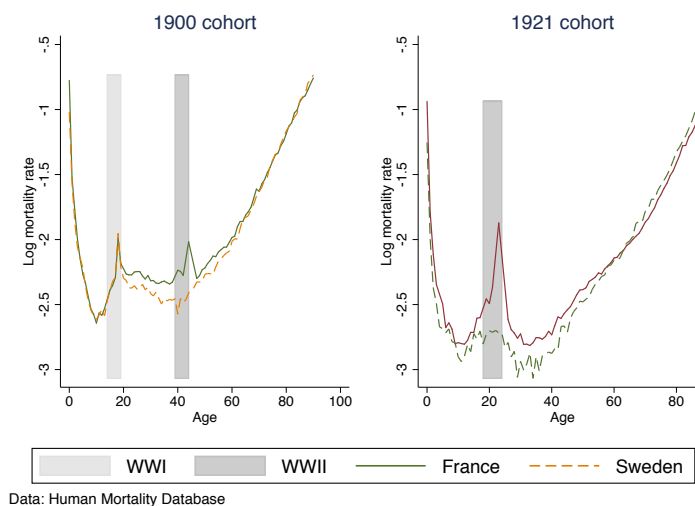 1900 cohort
1921 cohort
Log mortality rate
-.5
-1
-1.5
-2
-2.5
-3
0 20 40 60 80 100
Age
Log mortality rate
-.5
-1
-1.5
-2
-2.5
-3
0 20 40 60 80
Age
WWI WWII France Sweden
Data: Human Mortality Database